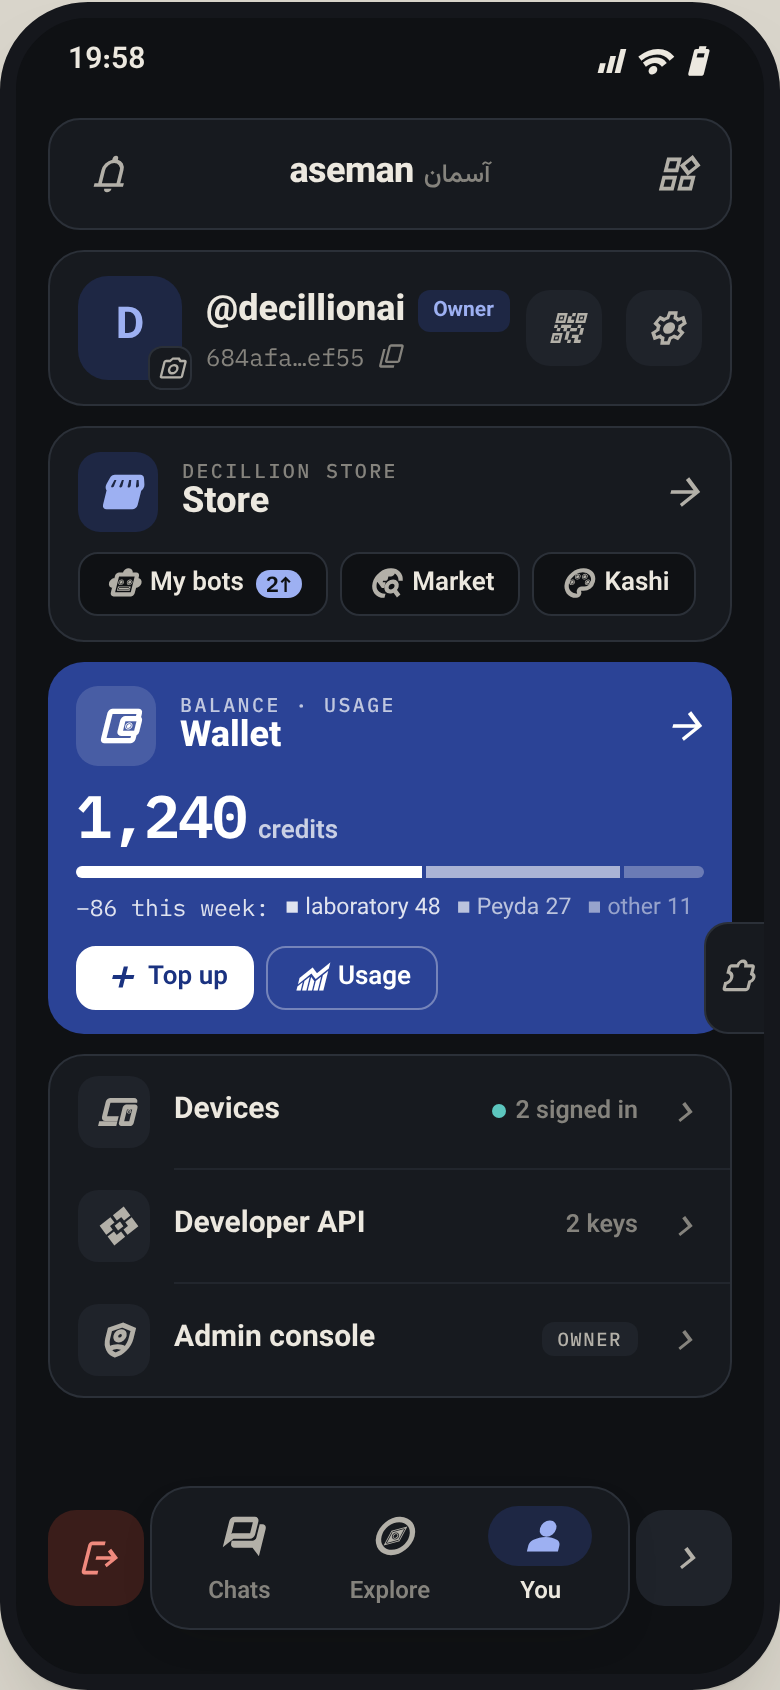 19:58
aseman آسمان
D
@decillionai Owner
684afa…ef55
DECILLION STORE
Store
My bots 2↑ Market Kashi
BALANCE · USAGE
Wallet
1,240 credits
−86 this week: laboratory 48 Peyda 27 other 11
Top up Usage
Devices 2 signed in
Developer API 2 keys
Admin console OWNER
Chats Explore You